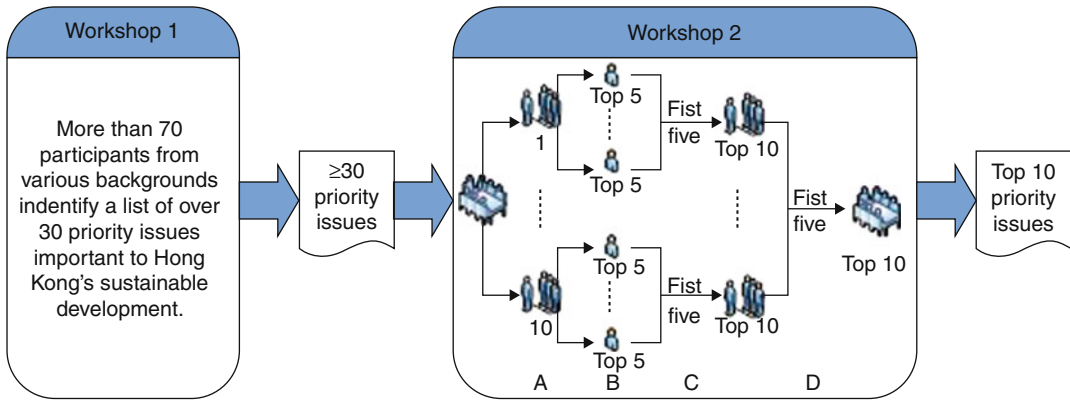 Workshop 1
More than 70
participants from
various backgrounds
indentify a list of over
30 priority issues
important to Hong
Kong's sustainable
development.
≥30
priority
issues
Workshop 2
1
10
Top 5
Top 5
Top 5
Top 5
Fist
five
Fist
five
Top 10
Top 10
Fist
five
Top 10
A B C D
Top 10
priority
issues